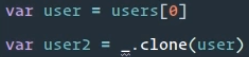 var user = users[0]
var user2 = _.clone(user)